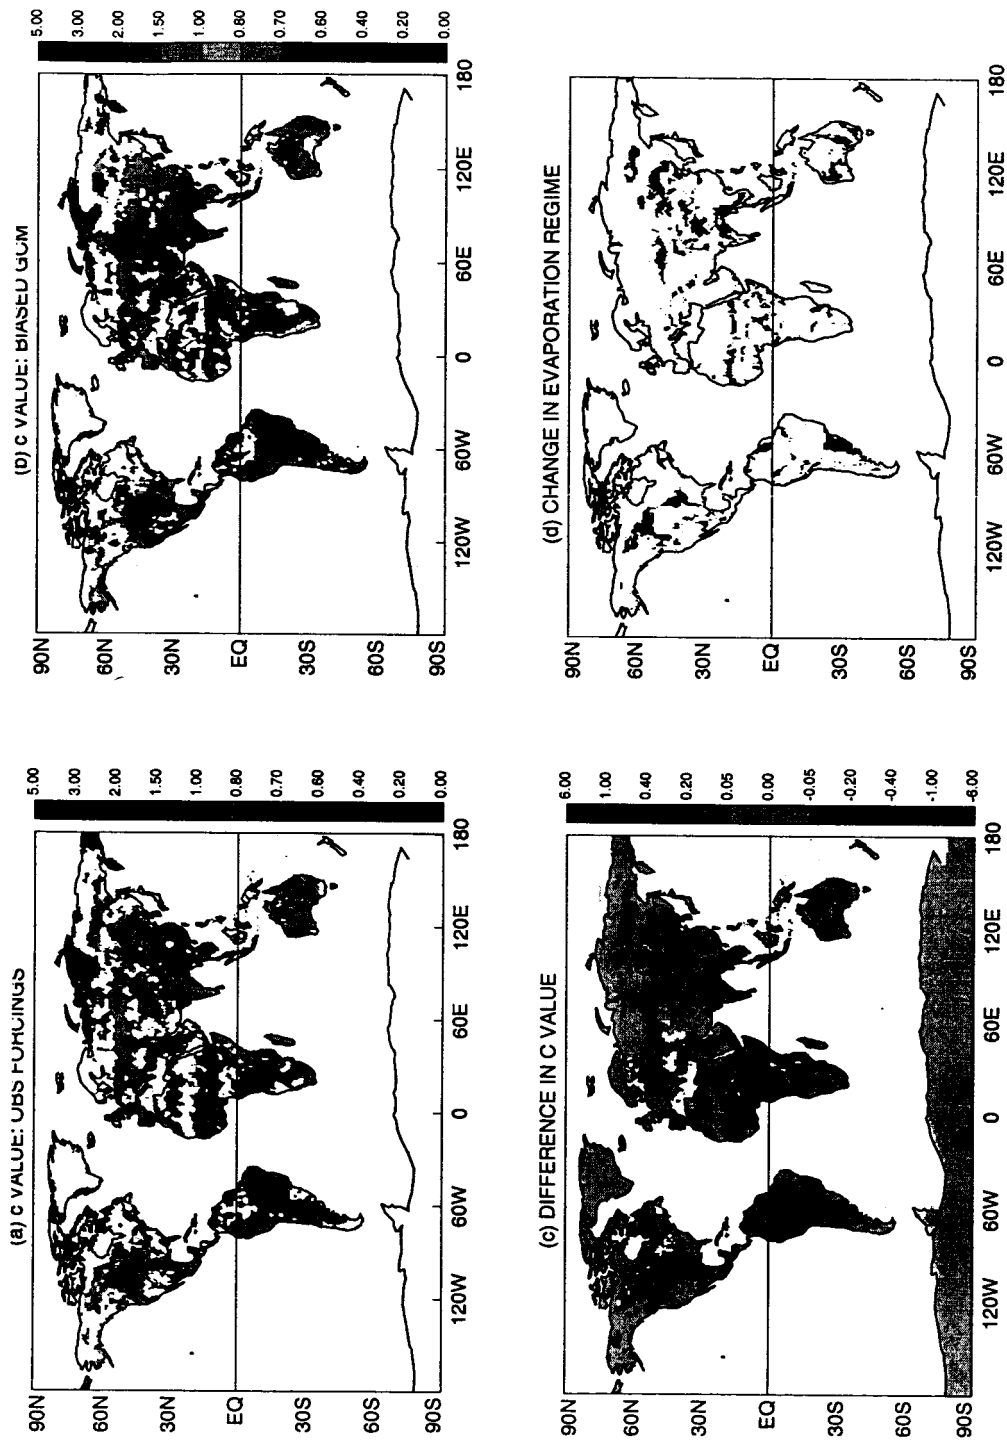 (a) c VALUE: OBS FORCINGS
90N
60N
30N
EQ
30S
60S
90S
120W
60W
0
60E
120E
180
5.00
3.00
2.00
1.50
1.00
0.80
0.70
0.60
0.40
0.20
0.00
(b) c VALUE: BIASED GCM
90N
60N
30N
EQ
30S
60S
90S
120W
60W
0
60E
120E
180
5.00
3.00
2.00
1.50
1.00
0.80
0.70
0.60
0.40
0.20
0.00
(c) DIFFERENCE IN C VALUE
90N
60N
30N
EQ
30S
60S
90S
120W
60W
0
60E
120E
180
6.00
1.00
0.40
0.20
0.05
0.00
-0.05
-0.20
-0.40
-1.00
-6.00
(d) CHANGE IN EVAPORATION REGIME
90N
60N
30N
EQ
30S
60S
90S
120W
60W
0
60E
120E
180